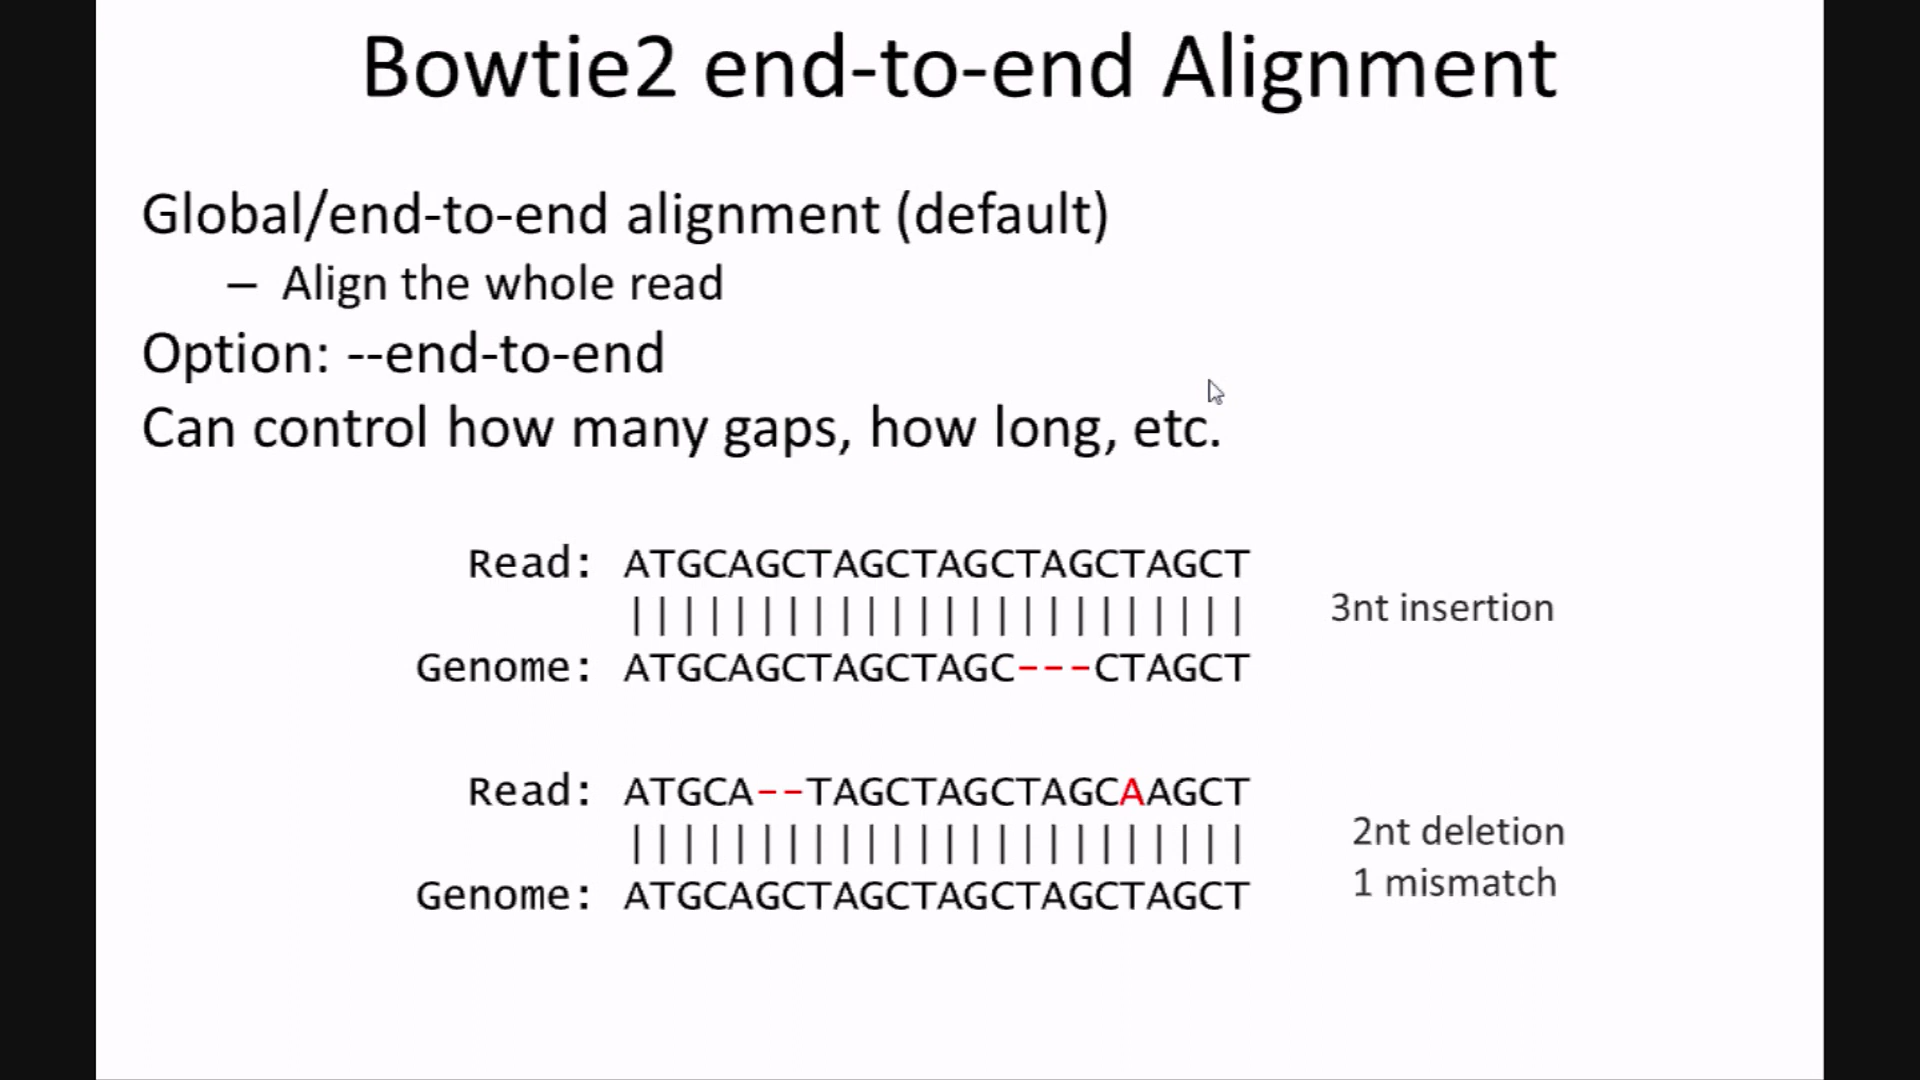 Bowtie2 end-to-end Alignment
Global/end-to-end alignment (default)
– Align the whole read
Option: --end-to-end
Can control how many gaps, how long, etc.
Read: ATGCAGCTAGCTAGCTAGCTAGCT
||||||||||||||||||||||||
3nt insertion
Genome: ATGCAGCTAGCTAGC---CTAGCT
Read: ATGCA--TAGCTAGCTAGCAAGCT
||||||||||||||||||||||||
2nt deletion
1 mismatch
Genome: ATGCAGCTAGCTAGCTAGCTAGCT